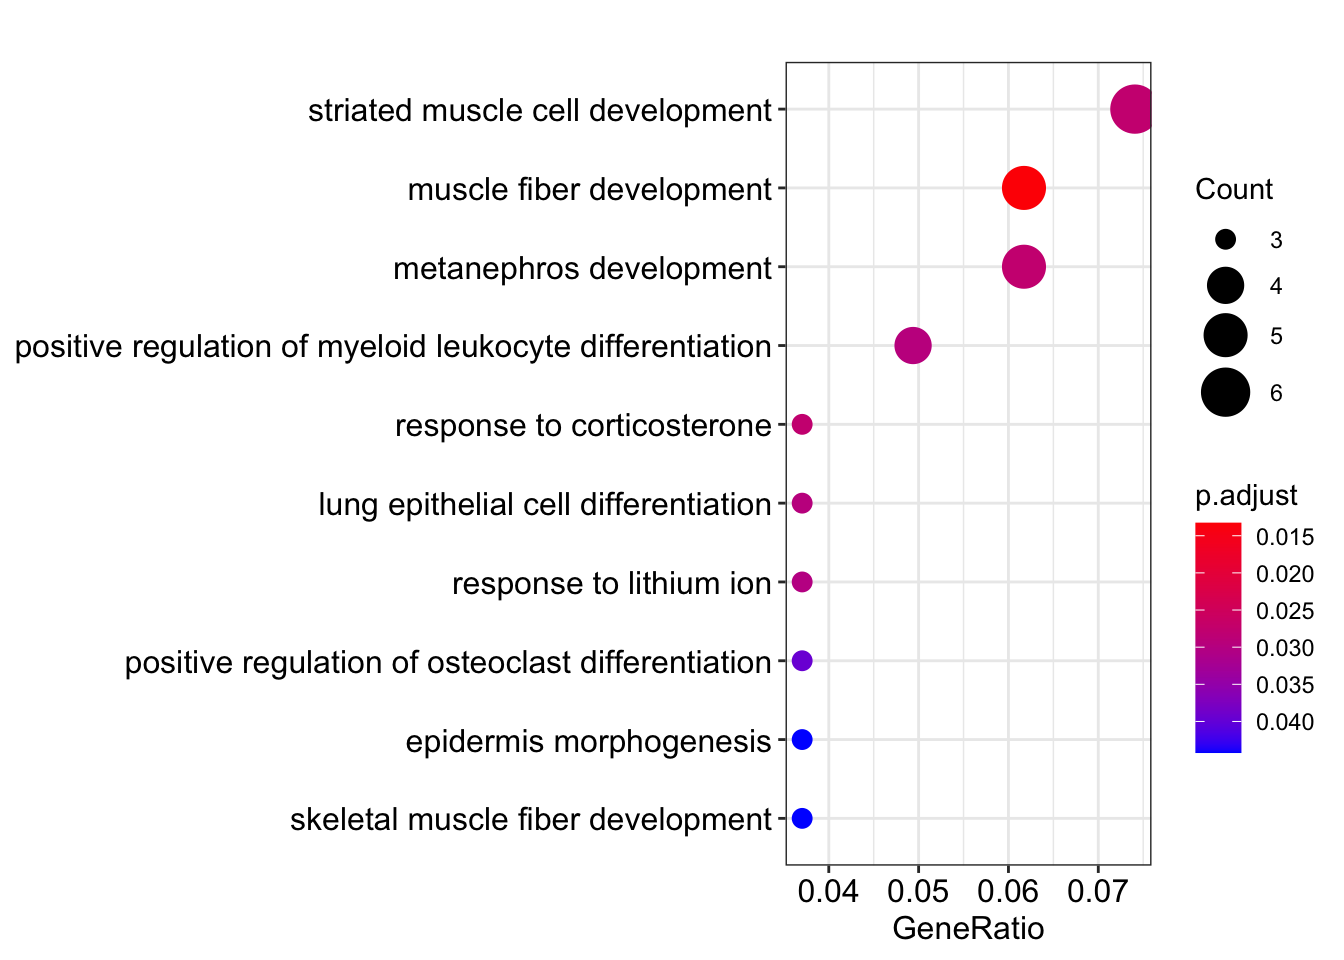 striated muscle cell development
muscle fiber development
metanephros development
positive regulation of myeloid leukocyte differentiation
response to corticosterone
lung epithelial cell differentiation
response to lithium ion
positive regulation of osteoclast differentiation
epidermis morphogenesis
skeletal muscle fiber development
0.04 0.05 0.06 0.07
GeneRatio
Count
3
4
5
6
p.adjust
0.015
0.020
0.025
0.030
0.035
0.040